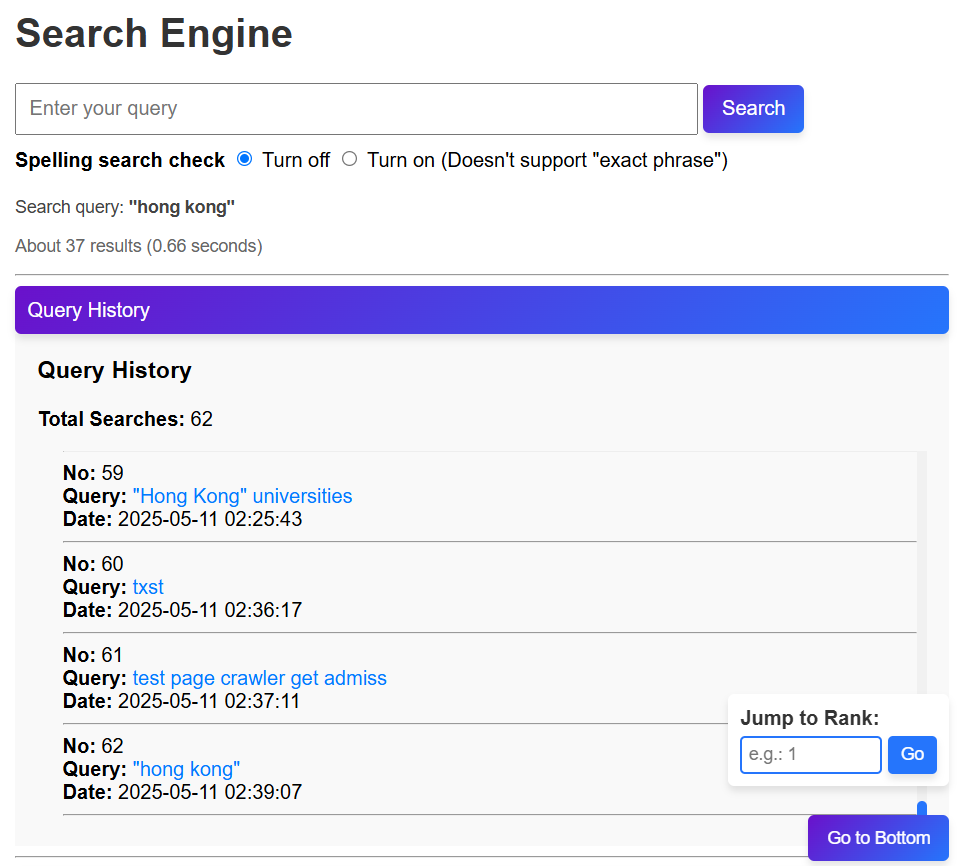 Search Engine
Enter your query
Search
Spelling search check Turn off Turn on (Doesn't support "exact phrase")
Search query: "hong kong"
About 37 results (0.66 seconds)
Query History
Query History
Total Searches: 62
No: 59
Query: "Hong Kong" universities
Date: 2025-05-11 02:25:43
No: 60
Query: txst
Date: 2025-05-11 02:36:17
No: 61
Query: test page crawler get admiss
Date: 2025-05-11 02:37:11
No: 62
Query: "hong kong"
Date: 2025-05-11 02:39:07
Jump to Rank:
e.g.: 1
Go
Go to Bottom